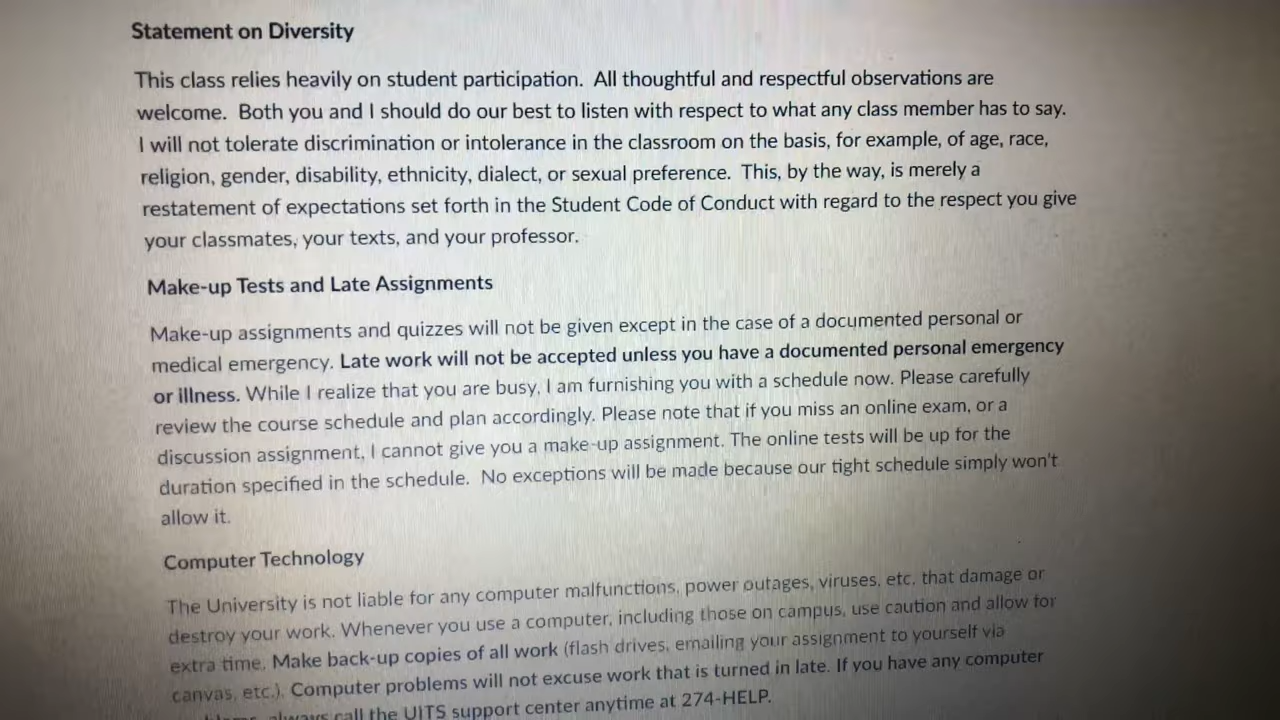 Statement on Diversity
This class relies heavily on student participation.  All thoughtful and respectful observations are
welcome.  Both you and I should do our best to listen with respect to what any class member has to say.
I will not tolerate discrimination or intolerance in the classroom on the basis, for example, of age, race,
religion, gender, disability, ethnicity, dialect, or sexual preference.  This, by the way, is merely a
restatement of expectations set forth in the Student Code of Conduct with regard to the respect you give
your classmates, your texts, and your professor.
Make-up Tests and Late Assignments
Make-up assignments and quizzes will not be given except in the case of a documented personal or
medical emergency. Late work will not be accepted unless you have a documented personal emergency
or illness. While I realize that you are busy, I am furnishing you with a schedule now. Please carefully
review the course schedule and plan accordingly. Please note that if you miss an online exam, or a
discussion assignment, I cannot give you a make-up assignment. The online tests will be up for the
duration specified in the schedule.  No exceptions will be made because our tight schedule simply won't
allow it.
Computer Technology
The University is not liable for any computer malfunctions, power outages, viruses, etc. that damage or
destroy your work. Whenever you use a computer, including those on campus, use caution and allow for
extra time. Make back-up copies of all work (flash drives, emailing your assignment to yourself via
canvas, etc.). Computer problems will not excuse work that is turned in late. If you have any computer
always call the UITS support center anytime at 274-HELP.